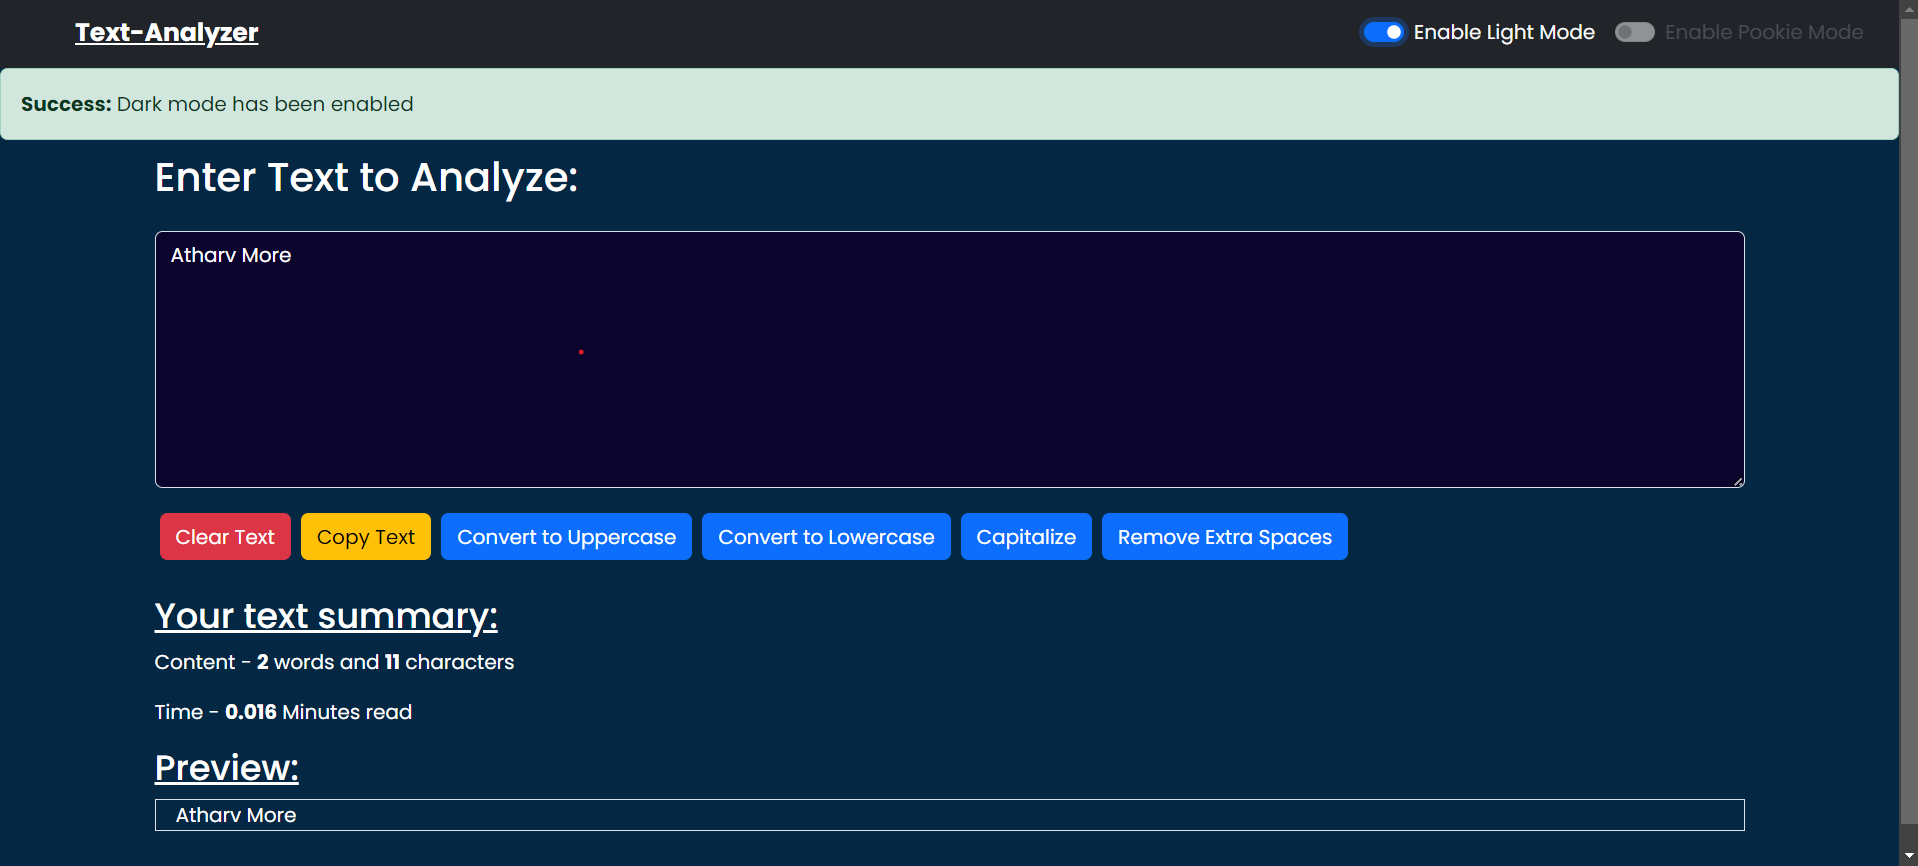 Text-Analyzer
Enable Light Mode
Enable Pookie Mode
Success: Dark mode has been enabled
Enter Text to Analyze:
Atharv More
Clear Text
Copy Text
Convert to Uppercase
Convert to Lowercase
Capitalize
Remove Extra Spaces
Your text summary:
Content - 2 words and 11 characters
Time - 0.016 Minutes read
Preview:
Atharv More